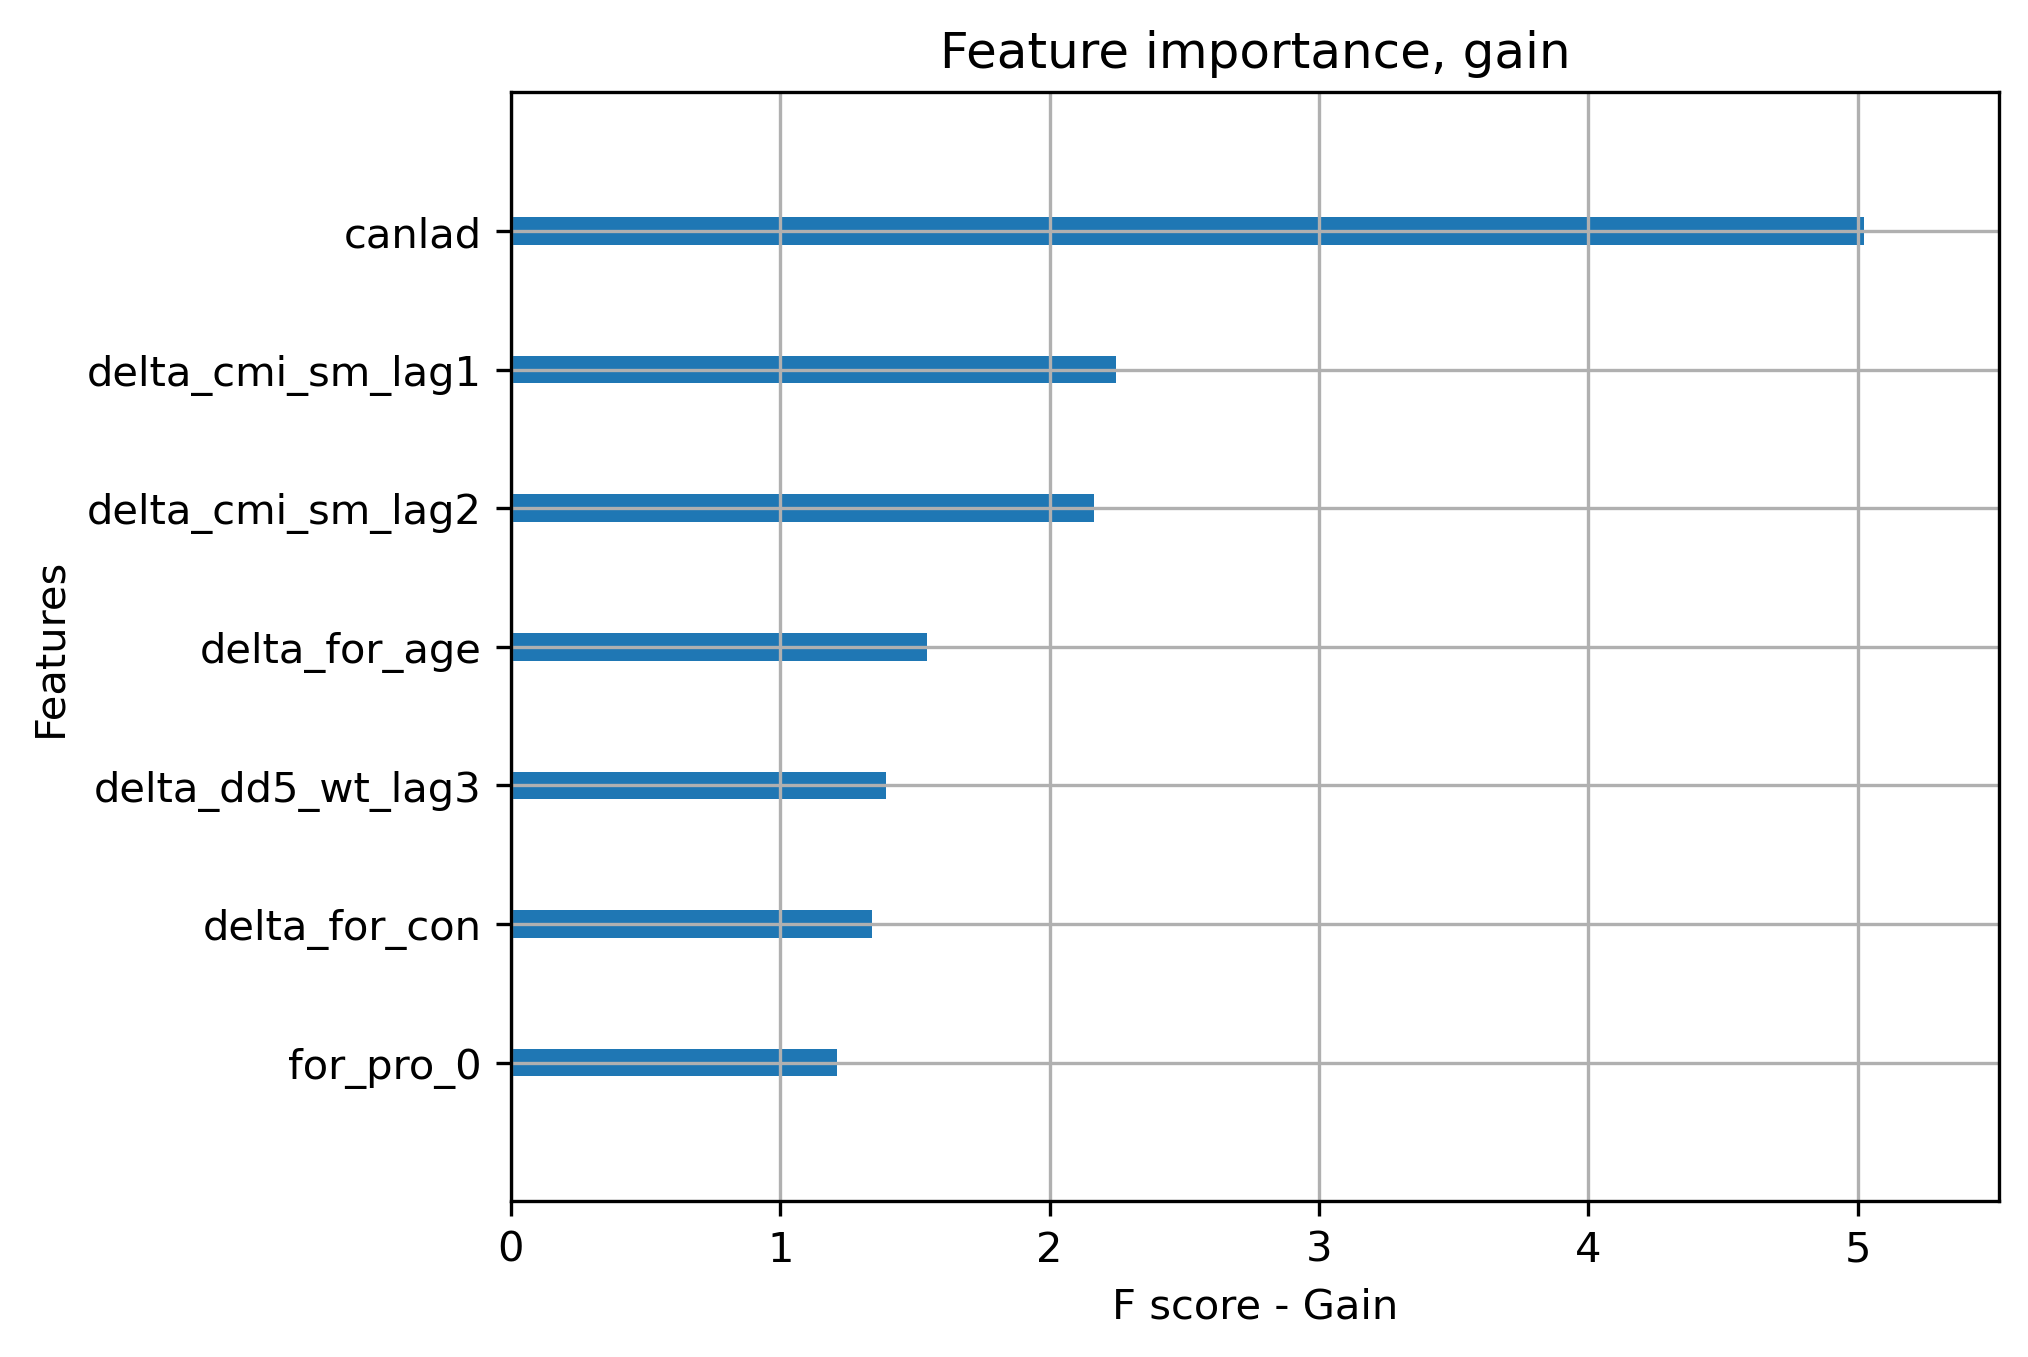 Feature importance, gain
Features
canlad
delta_cmi_sm_lag1
delta_cmi_sm_lag2
delta_for_age
delta_dd5_wt_lag3
delta_for_con
for_pro_0
0 1 2 3 4 5
F score - Gain